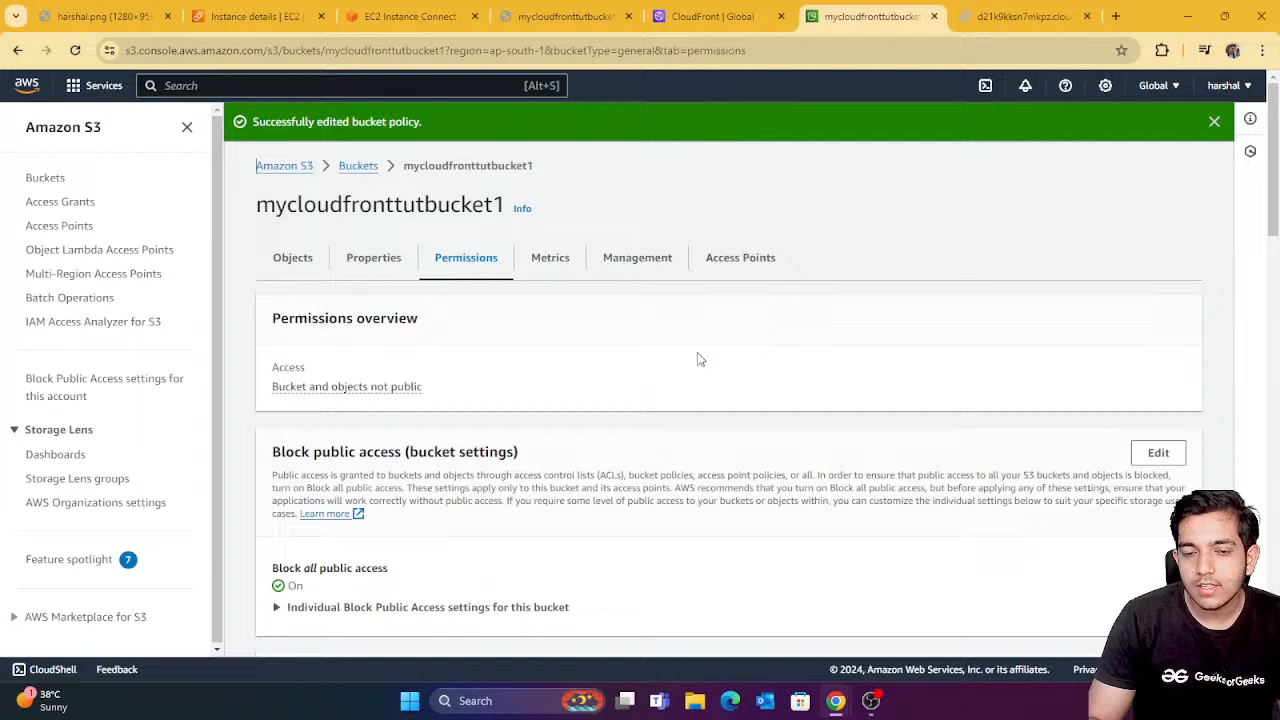 harshal.png (1280×95
Instance details | EC2 |
EC2 Instance Connect
mycloudfronttutbucket
CloudFront | Global
mycloudfronttutbucket
d21k9kksn7mkpz.clou
s3.console.aws.amazon.com/s3/buckets/mycloudfronttutbucket1?region=ap-south-1&bucketType=general&tab=permissions
aws
Services
Search
[Alt+S]
Global
harshal
Amazon S3
Buckets
Access Grants
Access Points
Object Lambda Access Points
Multi-Region Access Points
Batch Operations
IAM Access Analyzer for S3
Block Public Access settings for
this account
Storage Lens
Dashboards
Storage Lens groups
AWS Organizations settings
Feature spotlight 7
AWS Marketplace for S3
Successfully edited bucket policy.
Amazon S3 > Buckets > mycloudfronttutbucket1
mycloudfronttutbucket1 Info
Objects
Properties
Permissions
Metrics
Management
Access Points
Permissions overview
Access
Bucket and objects not public
Block public access (bucket settings)
Edit
Public access is granted to buckets and objects through access control lists (ACLs), bucket policies, access point policies, or all. In order to ensure that public access to all your S3 buckets and objects is blocked,
turn on Block all public access. These settings apply only to this bucket and its access points. AWS recommends that you turn on Block all public access, but before applying any of these settings, ensure that your
applications will work correctly without public access. If you require some level of public access to your buckets or objects within, you can customize the individual settings below to suit your specific storage use
cases. Learn more
Block all public access
On
Individual Block Public Access settings for this bucket
CloudShell
Feedback
© 2024, Amazon Web Services, Inc. or its affiliates.
Priva
GeeksforGeeks
1
38°C
Sunny
Search